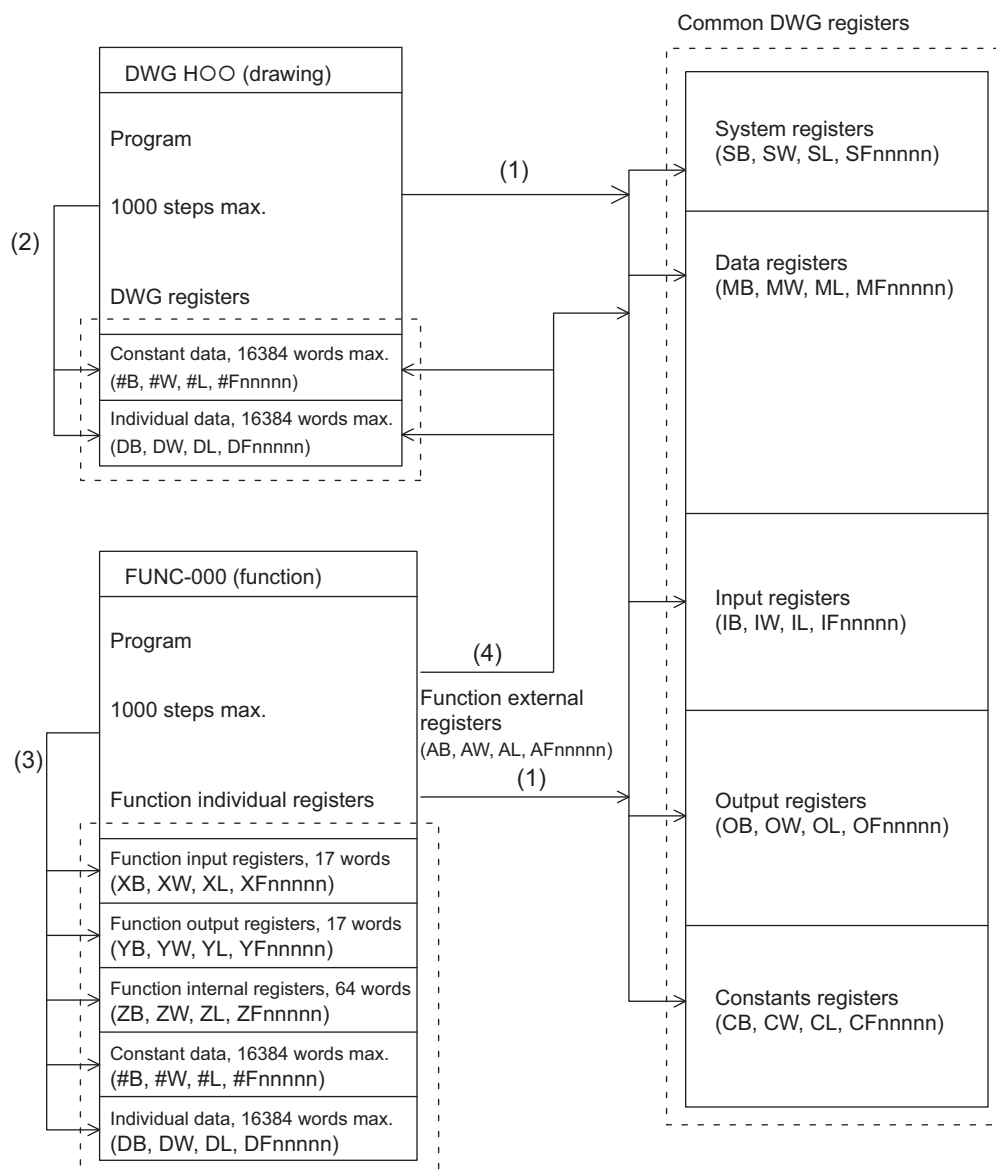 Common DWG registers
DWG H○○ (drawing)
Program
1000 steps max.
DWG registers
Constant data, 16384 words max.
(#B, #W, #L, #Fnnnnn)
Individual data, 16384 words max.
(DB, DW, DL, DFnnnnn)
(1)
(2)
System registers
(SB, SW, SL, SFnnnnn)
Data registers
(MB, MW, ML, MFnnnnn)
Input registers
(IB, IW, IL, IFnnnnn)
Output registers
(OB, OW, OL, OFnnnnn)
Constants registers
(CB, CW, CL, CFnnnnn)
FUNC-000 (function)
Program
1000 steps max.
(3)
(4)
Function external
registers
(AB, AW, AL, AFnnnnn)
(1)
Function individual registers
Function input registers, 17 words
(XB, XW, XL, XFnnnnn)
Function output registers, 17 words
(YB, YW, YL, YFnnnnn)
Function internal registers, 64 words
(ZB, ZW, ZL, ZFnnnnn)
Constant data, 16384 words max.
(#B, #W, #L, #Fnnnnn)
Individual data, 16384 words max.
(DB, DW, DL, DFnnnnn)